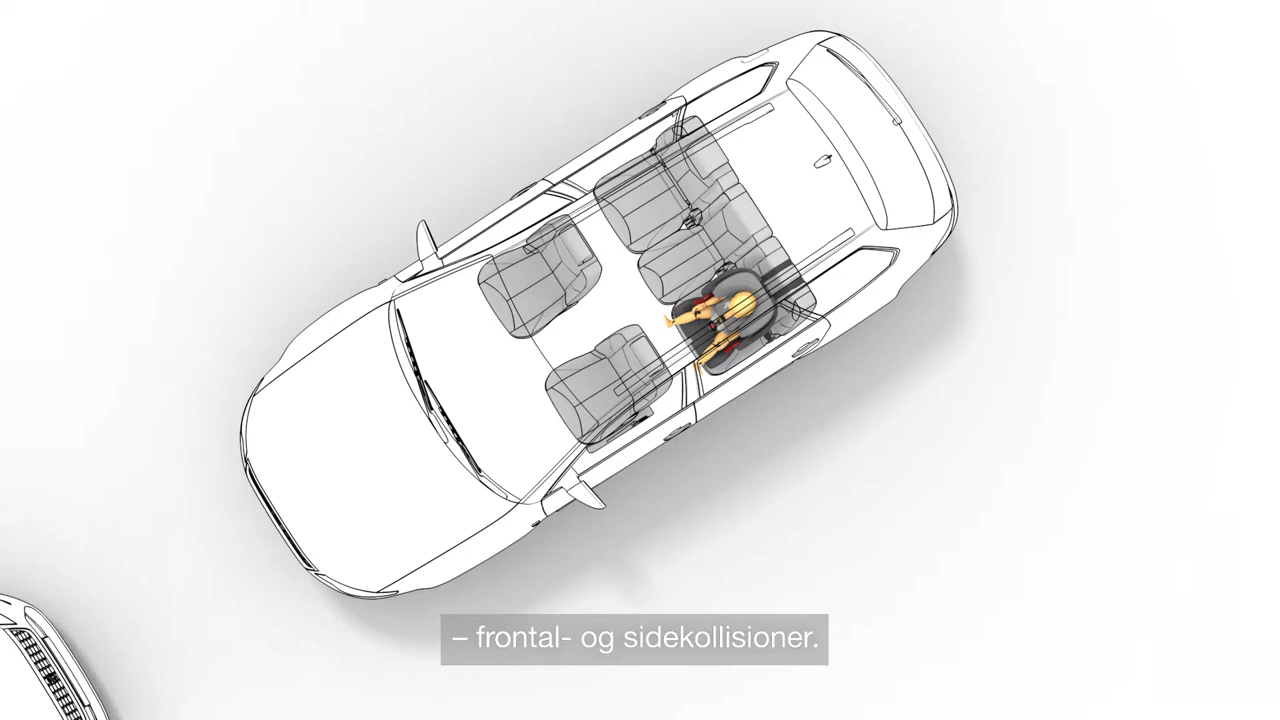 – frontal- og sidekollisioner.